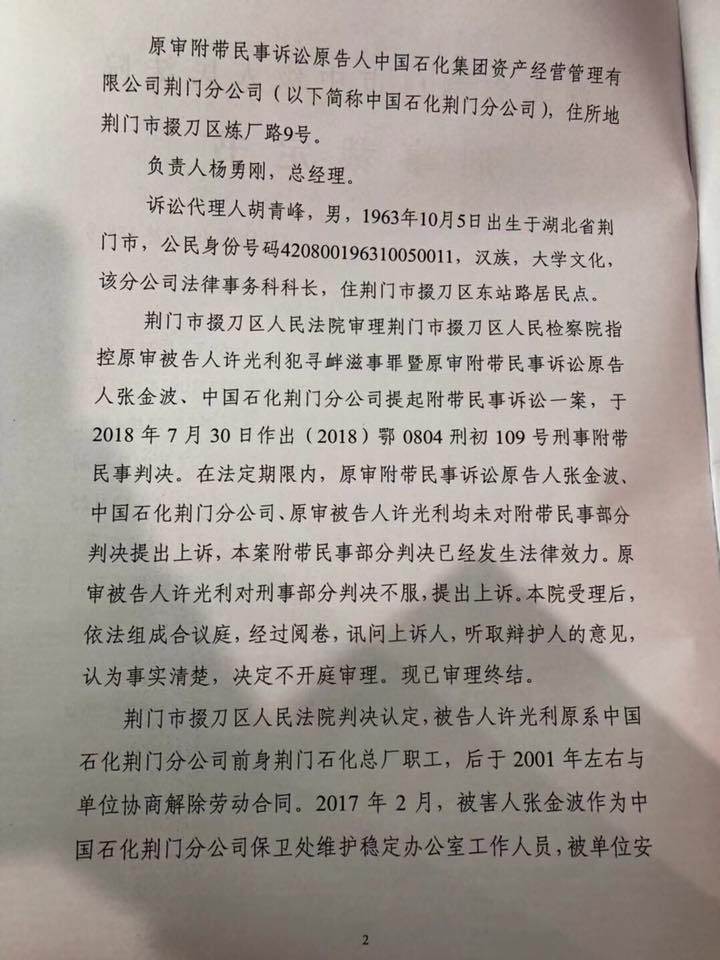 原审附带民事诉讼原告人中国石化集团资产经营管理有
限公司荆门分公司（以下简称中国石化荆门分公司），住所地
荆门市掇刀区炼厂路9号。
负责人杨勇刚，总经理。
诉讼代理人胡青峰，男，1963年10月5日出生于湖北省荆
门市，公民身份号码420800196310050011，汉族，大学文化，
该分公司法律事务科科长，住荆门市掇刀区东站路居民点。
荆门市掇刀区人民法院审理荆门市掇刀区人民检察院指
控原审被告人许光利犯寻衅滋事罪暨原审附带民事诉讼原告
人张金波、中国石化荆门分公司提起附带民事诉讼一案，于
2018 年 7 月 30 日作出（2018）鄂 0804 刑初 109 号刑事附带
民事判决。在法定期限内，原审附带民事诉讼原告人张金波、
中国石化荆门分公司、原审被告人许光利均未对附带民事部分
判决提出上诉，本案附带民事部分判决已经发生法律效力。原
审被告人许光利对刑事部分判决不服，提出上诉。本院受理后，
依法组成合议庭，经过阅卷，讯问上诉人，听取辩护人的意见，
认为事实清楚，决定不开庭审理。现已审理终结。
荆门市掇刀区人民法院判决认定，被告人许光利原系中国
石化荆门分公司前身荆门石化总厂职工，后于 2001 年左右与
单位协商解除劳动合同。2017 年 2 月，被害人张金波作为中
国石化荆门分公司保卫处维护稳定办公室工作人员，被单位安
2